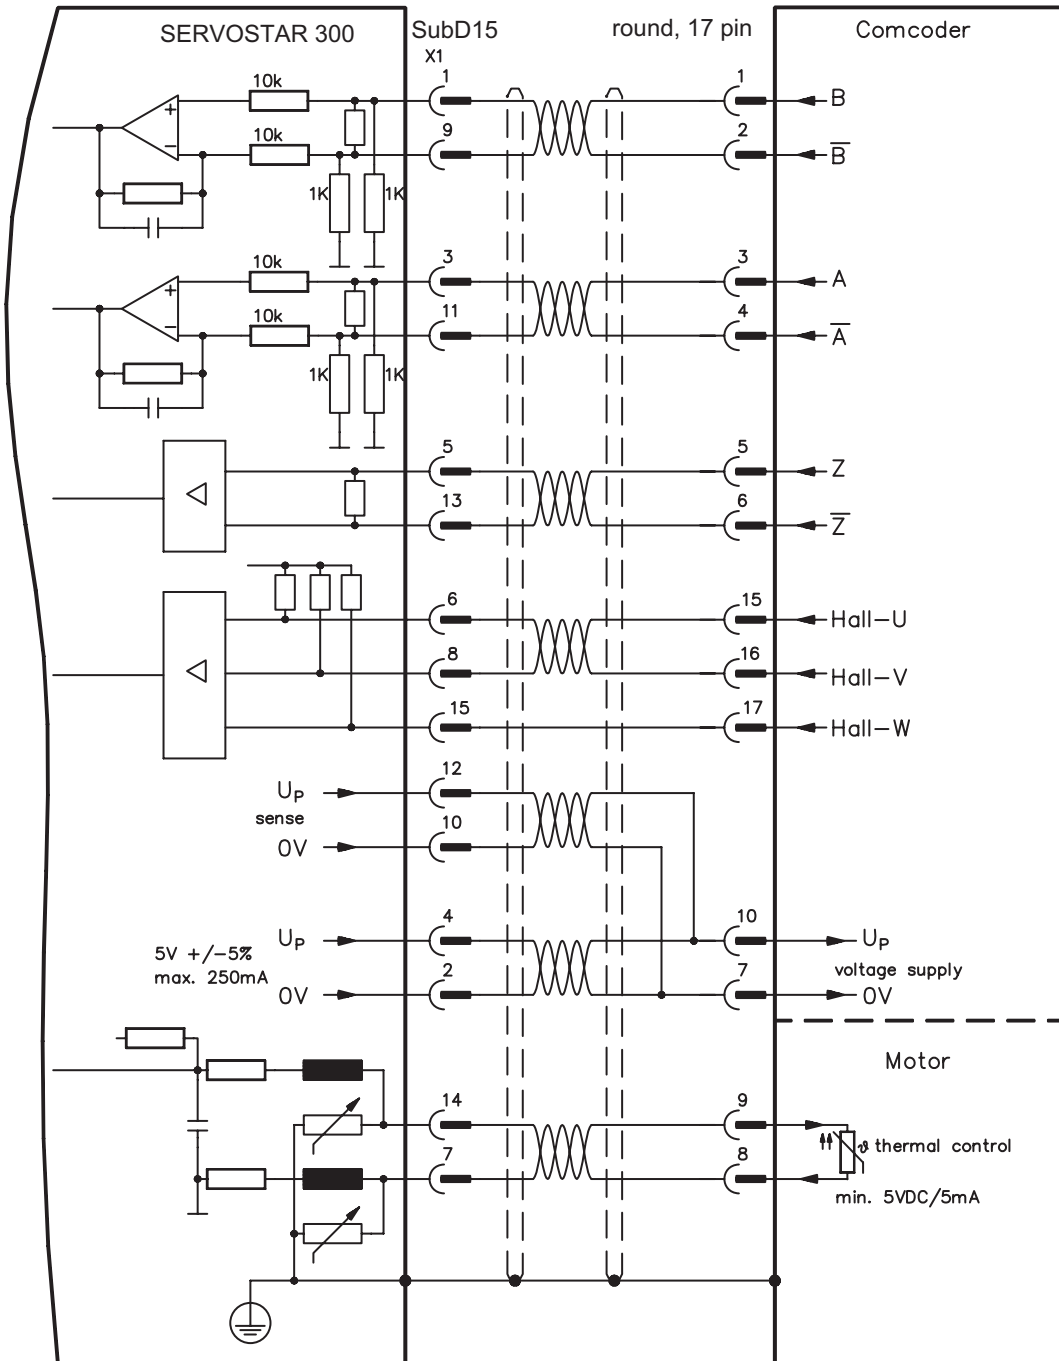 SERVOSTAR 300 SubD15 round, 17 pin Comcoder
X1
10k 1 1 B
+
10k 9 2 B̅
−
1K 1K
10k 3 3 A
+
10k 11 4 A̅
−
1K 1K
5 5 Z
13 6 Z̅
6 15 Hall–U
8 16 Hall–V
15 17 Hall–W
UP 12
sense
0V 10
UP 4 10 UP
5V +/−5%
max. 250mA
voltage supply
0V 2 7 0V
Motor
14 9
ϑ thermal control
7 8
min. 5VDC/5mA